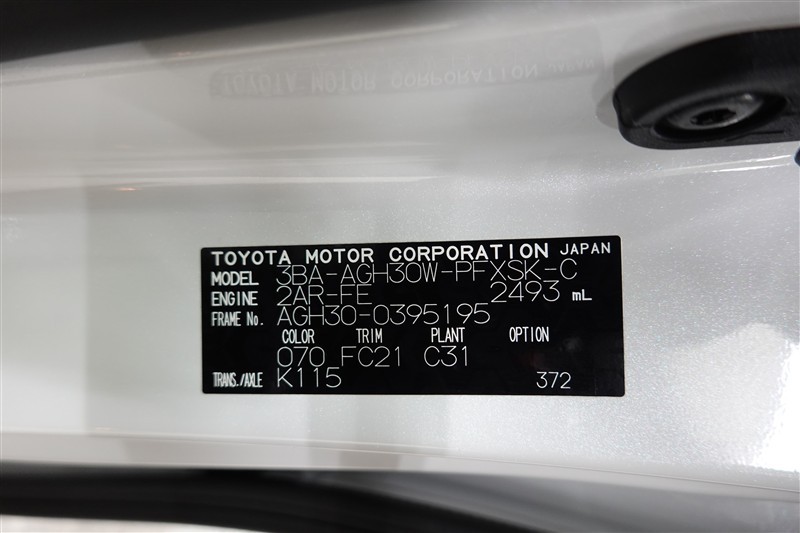 TOYOTA MOTOR CORPORATION JAPAN
MODEL 3BA-AGH30W-PFXSK-C
ENGINE 2AR-FE 2493 mL
FRAME No. AGH30-0395195
COLOR TRIM PLANT OPTION
070 FC21 C31
TRANS./AXLE K115 372